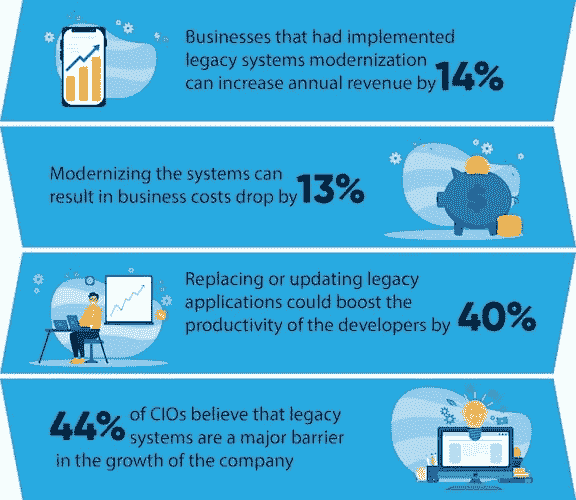 Businesses that had implemented
legacy systems modernization
can increase annual revenue by 14%
Modernizing the systems can
result in business costs drop by 13%
Replacing or updating legacy
applications could boost the
productivity of the developers by 40%
44% of CIOs believe that legacy
systems are a major barrier
in the growth of the company